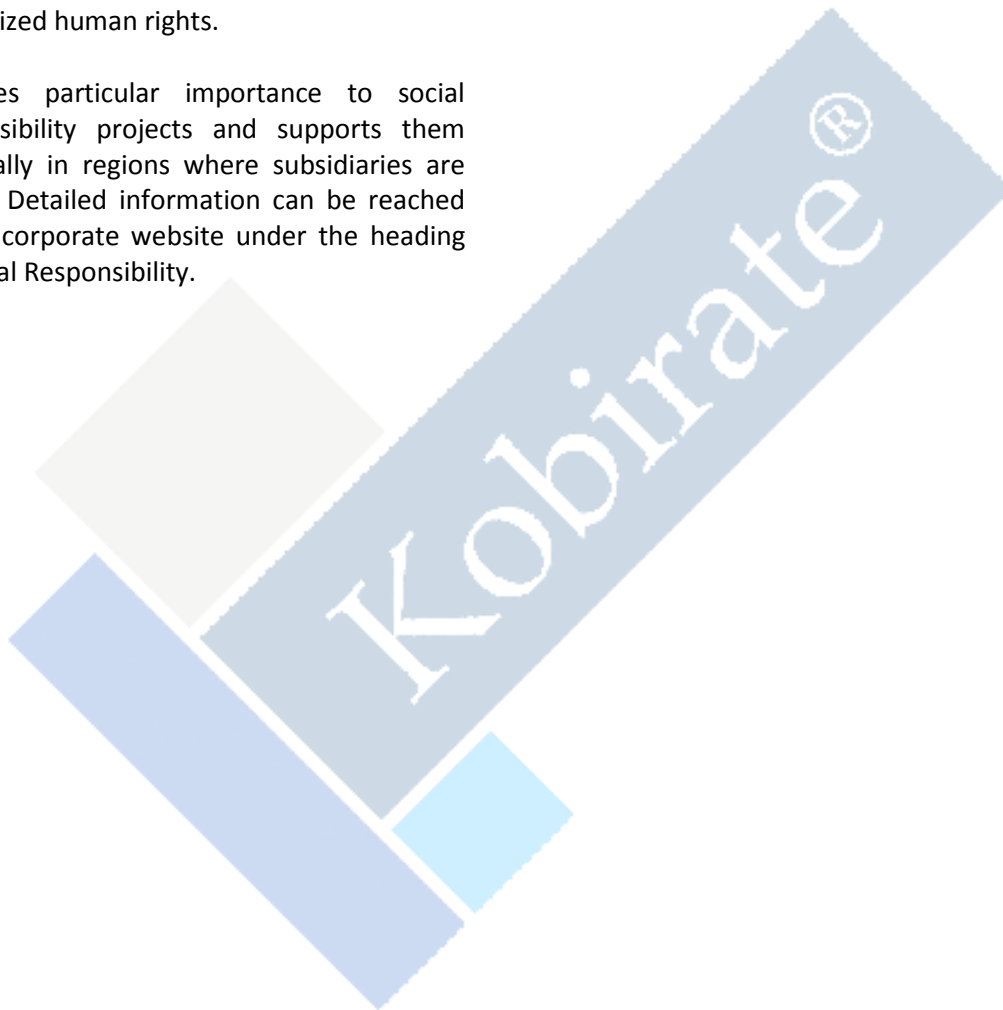 ized human rights.
es particular importance to social
sibility projects and supports them
ally in regions where subsidiaries are
Detailed information can be reached
corporate website under the heading
al Responsibility.
Kobirate®